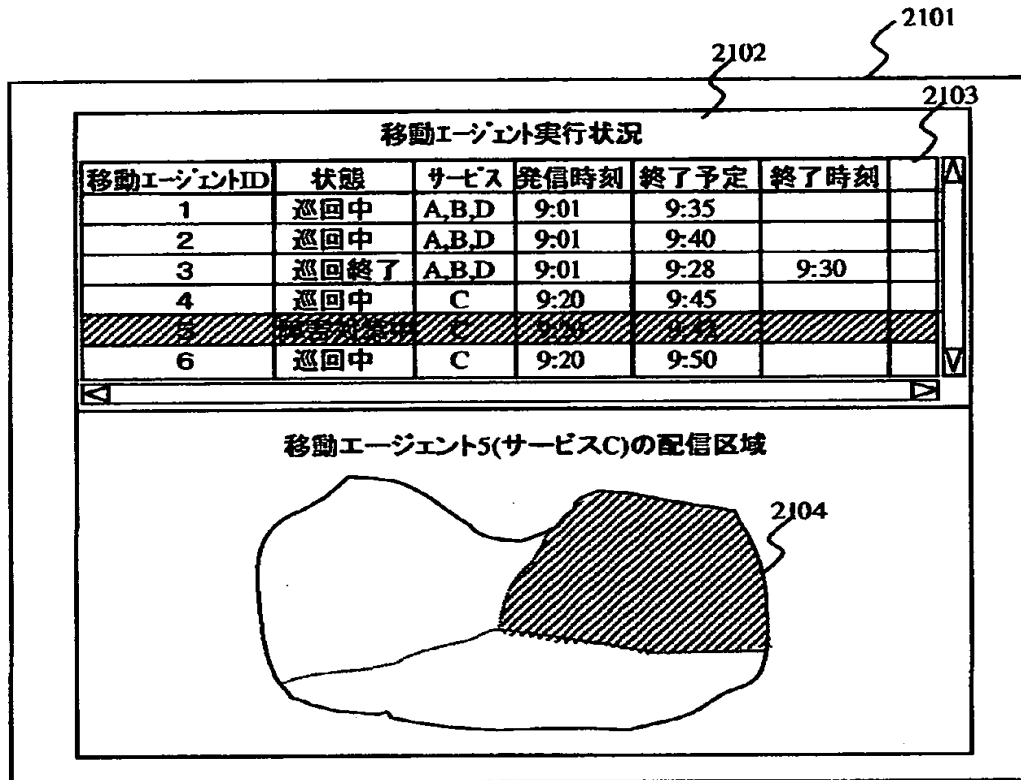 2101
2102
2103
移動エージェント実行状況
移動エージェントID 状態 サービス 発信時刻 終了予定 終了時刻
1 巡回中 A,B,D 9:01 9:35
2 巡回中 A,B,D 9:01 9:40
3 巡回終了 A,B,D 9:01 9:28 9:30
4 巡回中 C 9:20 9:45
5 C 9:20
6 巡回中 C 9:20 9:50
移動エージェント5(サービスC)の配信区域
2104